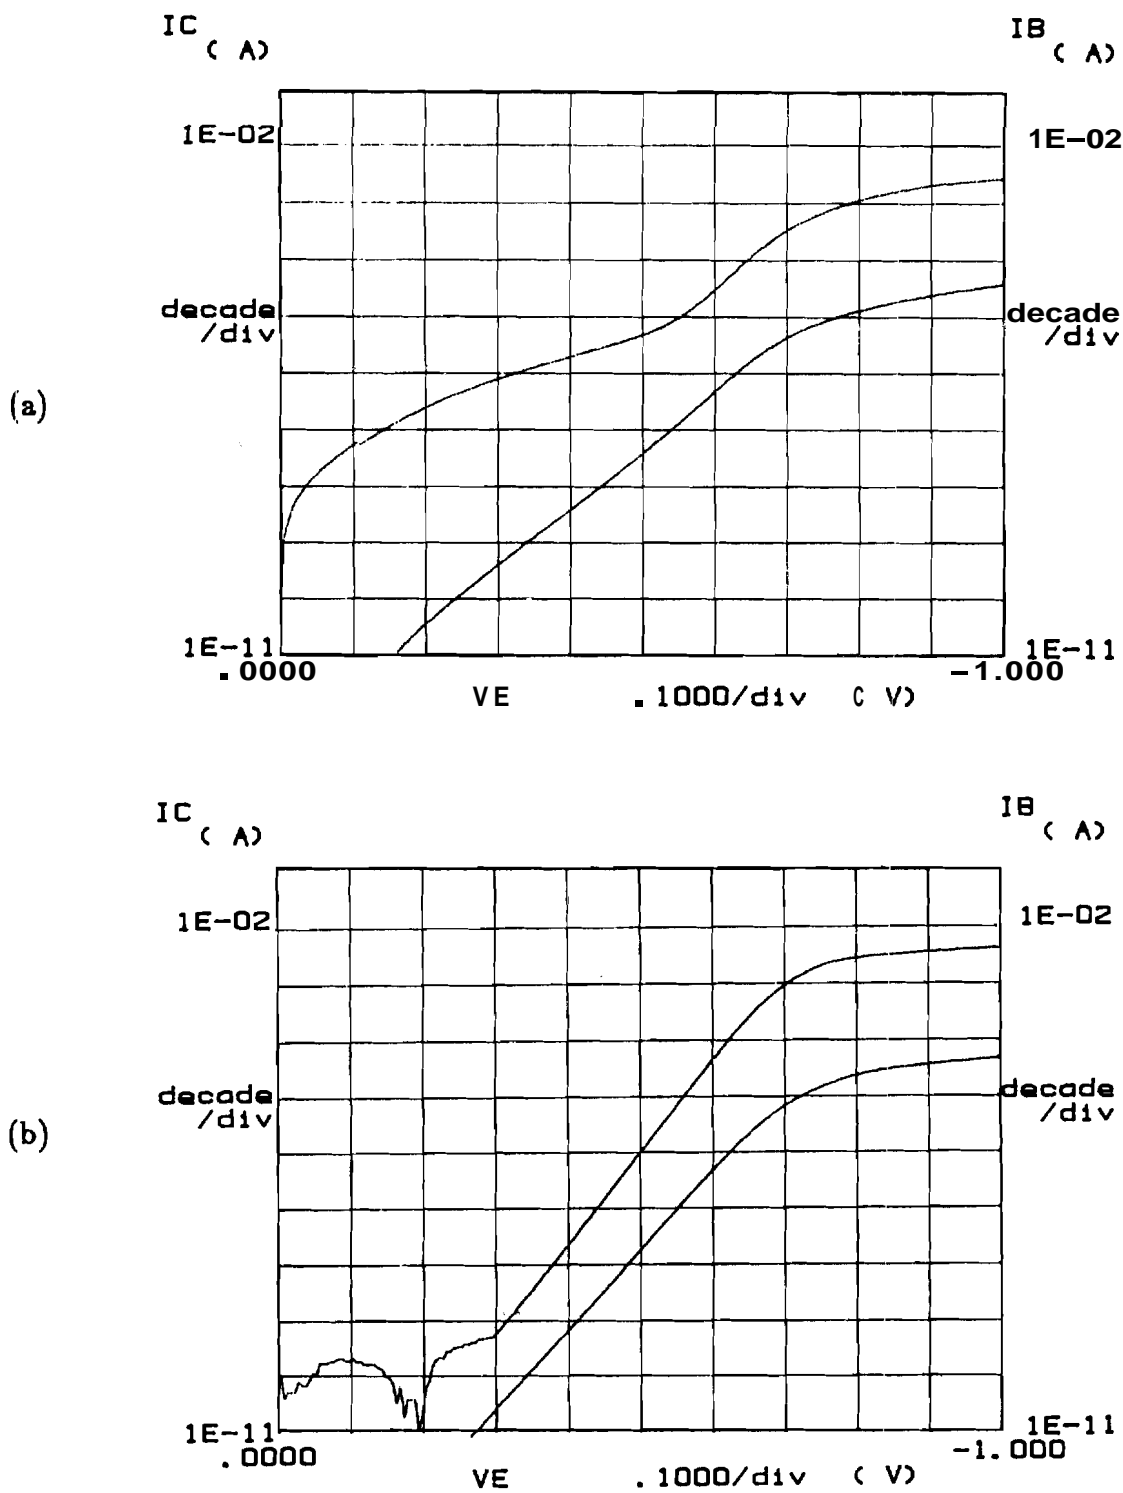 IC ( A)
IB ( A)
1E-02
1E-02
decade /div
decade /div
(a)
1E-11
1E-11
.0000
-1.000
VE .1000/div ( V)
IC ( A)
IB ( A)
1E-02
1E-02
decade /div
decade /div
(b)
1E-11
1E-11
.0000
-1.000
VE .1000/div ( V)